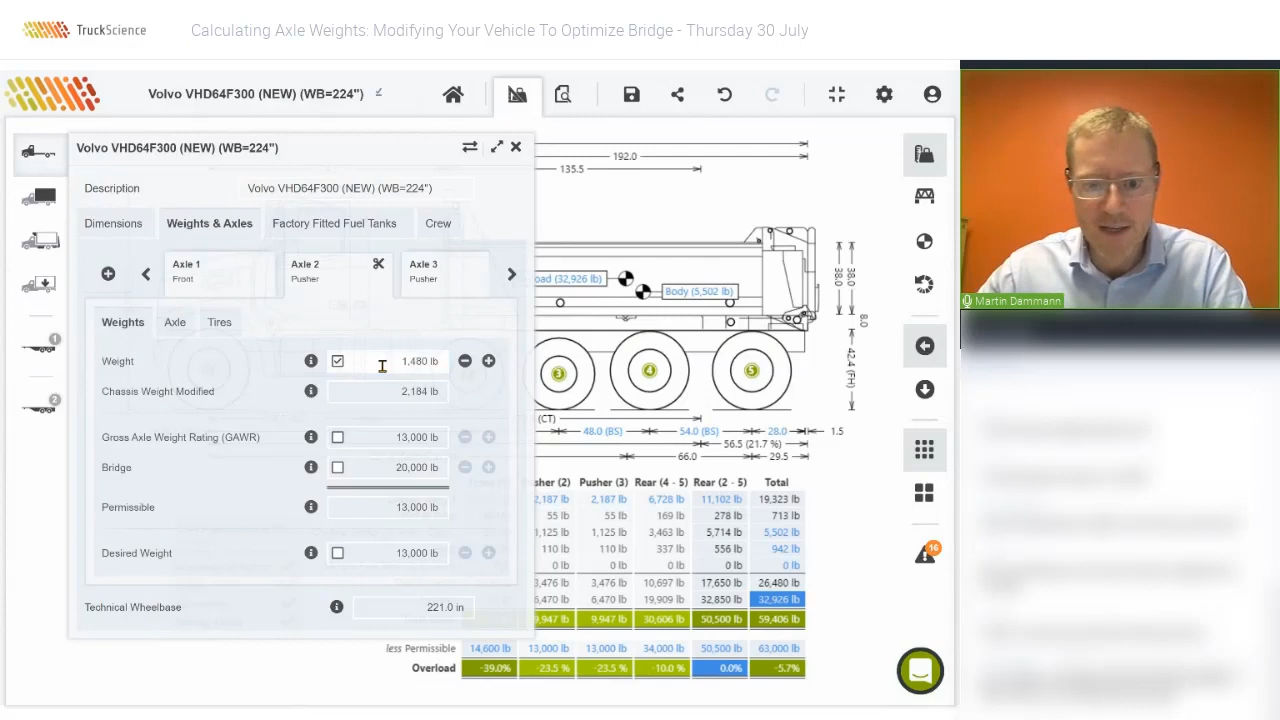 TruckScience
Calculating Axle Weights: Modifying Your Vehicle To Optimize Bridge - Thursday 30 July
Volvo VHD64F300 (NEW) (WB=224")
Volvo VHD64F300 (NEW) (WB=224")
Description
Volvo VHD64F300 (NEW) (WB=224")
Dimensions
Weights & Axles
Factory Fitted Fuel Tanks
Crew
Axle 1
Front
Axle 2
Pusher
Axle 3
Pusher
Weights
Axle
Tires
Weight
1,480 lb
Chassis Weight Modified
2,184 lb
Gross Axle Weight Rating (GAWR)
13,000 lb
Bridge
20,000 lb
Permissible
13,000 lb
Desired Weight
13,000 lb
Technical Wheelbase
221.0 in
1
2
192.0
135.5
oad (32,926 lb)
Body (5,502 lb)
38.0
38.0
8.0
42.4 (FH)
3
4
5
(CT)
48.0 (BS)
54.0 (BS)
28.0
1.5
56.5 (21.7 %)
66.0
29.5
sher (2) Pusher (3) Rear (4 - 5) Rear (2 - 5) Total
2,187 lb 2,187 lb 6,728 lb 11,102 lb 19,323 lb
55 lb 55 lb 169 lb 278 lb 713 lb
1,125 lb 1,125 lb 3,463 lb 5,714 lb 5,502 lb
110 lb 110 lb 337 lb 556 lb 942 lb
0 lb 0 lb 0 lb 0 lb 0 lb
3,476 lb 3,476 lb 10,697 lb 17,650 lb 26,480 lb
6,470 lb 6,470 lb 19,909 lb 32,850 lb 32,926 lb
9,947 lb 9,947 lb 30,606 lb 50,500 lb 59,406 lb
less Permissible 14,600 lb 13,000 lb 13,000 lb 34,000 lb 50,500 lb 63,000 lb
Overload -39.0% -23.5 % -23.5 % -10.0 % 0.0% -5.7%
16
Martin Dammann